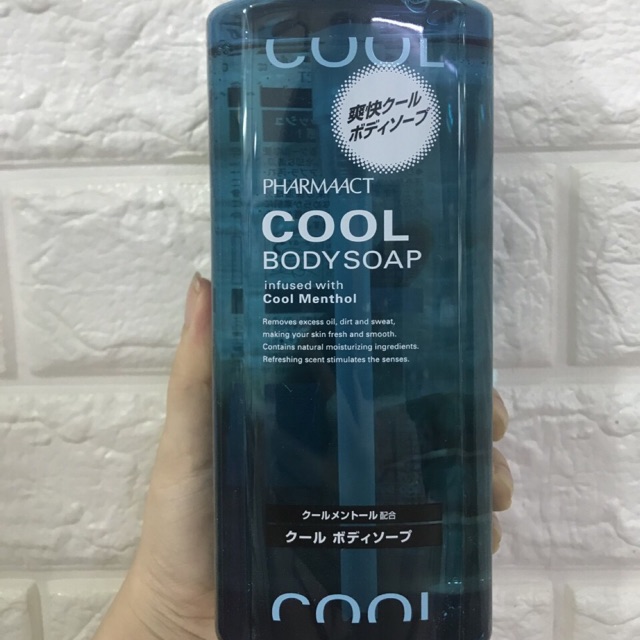 COOL
爽快クール
ボディソープ
PHARMAACT
COOL
BODY SOAP
infused with
Cool Menthol
Removes excess oil, dirt and sweat,
making your skin fresh and smooth.
Contains natural moisturizing ingredients.
Refreshing scent stimulates the senses.
クールメントール配合
クール ボディソープ
COOL